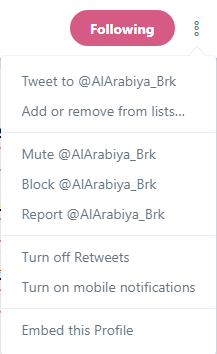 Following
Tweet to @AlArabiya_Brk
Add or remove from lists...
Mute @AlArabiya_Brk
Block @AlArabiya_Brk
Report @AlArabiya_Brk
Turn off Retweets
Turn on mobile notifications
Embed this Profile